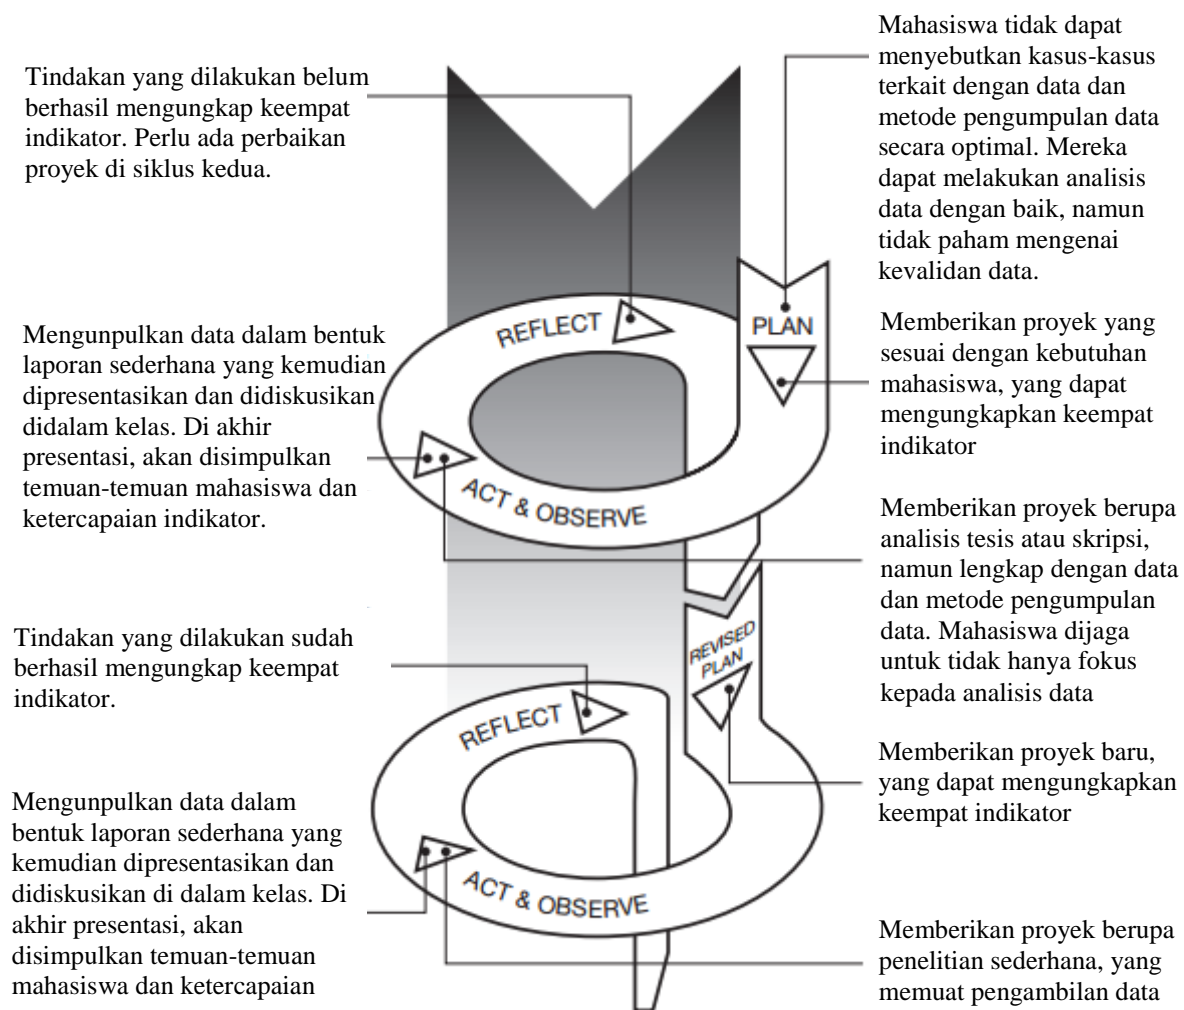 Mahasiswa tidak dapat
menyebutkan kasus-kasus
terkait dengan data dan
metode pengumpulan data
secara optimal. Mereka
dapat melakukan analisis
data dengan baik, namun
tidak paham mengenai
kevalidan data.
Tindakan yang dilakukan belum
berhasil mengungkap keempat
indikator. Perlu ada perbaikan
proyek di siklus kedua.
REFLECT
PLAN
Memberikan proyek yang
sesuai dengan kebutuhan
mahasiswa, yang dapat
mengungkapkan keempat
indikator
Mengunpulkan data dalam bentuk
laporan sederhana yang kemudian
dipresentasikan dan didiskusikan
didalam kelas. Di akhir
presentasi, akan disimpulkan
temuan-temuan mahasiswa dan
ketercapaian indikator.
ACT & OBSERVE
Memberikan proyek berupa
analisis tesis atau skripsi,
namun lengkap dengan data
dan metode pengumpulan
data. Mahasiswa dijaga
untuk tidak hanya fokus
kepada analisis data
Tindakan yang dilakukan sudah
berhasil mengungkap keempat
indikator.
REVISED
PLAN
REFLECT
Memberikan proyek baru,
yang dapat mengungkapkan
keempat indikator
Mengunpulkan data dalam
bentuk laporan sederhana yang
kemudian dipresentasikan dan
didiskusikan di dalam kelas. Di
akhir presentasi, akan
disimpulkan temuan-temuan
mahasiswa dan ketercapaian
ACT & OBSERVE
Memberikan proyek berupa
penelitian sederhana, yang
memuat pengambilan data